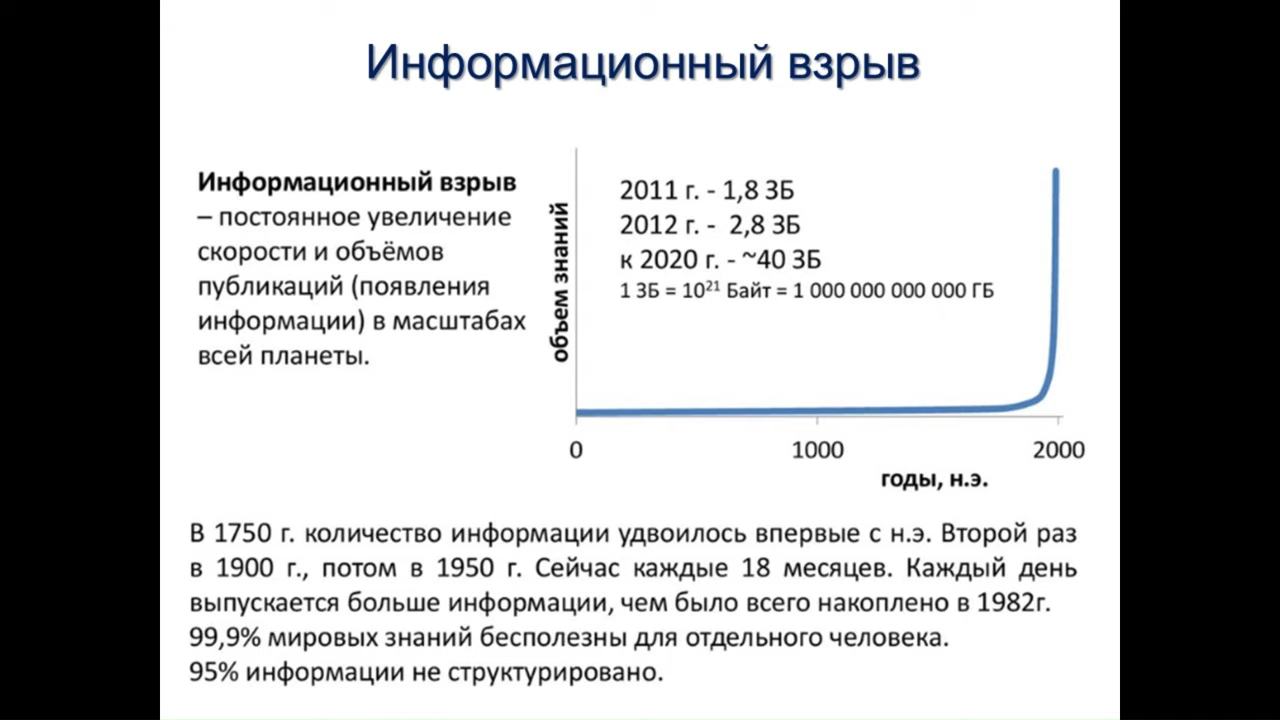 Информационный взрыв
Информационный взрыв
– постоянное увеличение
скорости и объёмов
публикаций (появления
информации) в масштабах
всей планеты.
объем знаний
2011 г. - 1,8 ЗБ
2012 г. - 2,8 ЗБ
к 2020 г. - ~40 ЗБ
1 ЗБ = 10²¹ Байт = 1 000 000 000 000 ГБ
0 1000 2000
годы, н.э.
В 1750 г. количество информации удвоилось впервые с н.э. Второй раз
в 1900 г., потом в 1950 г. Сейчас каждые 18 месяцев. Каждый день
выпускается больше информации, чем было всего накоплено в 1982г.
99,9% мировых знаний бесполезны для отдельного человека.
95% информации не структурировано.